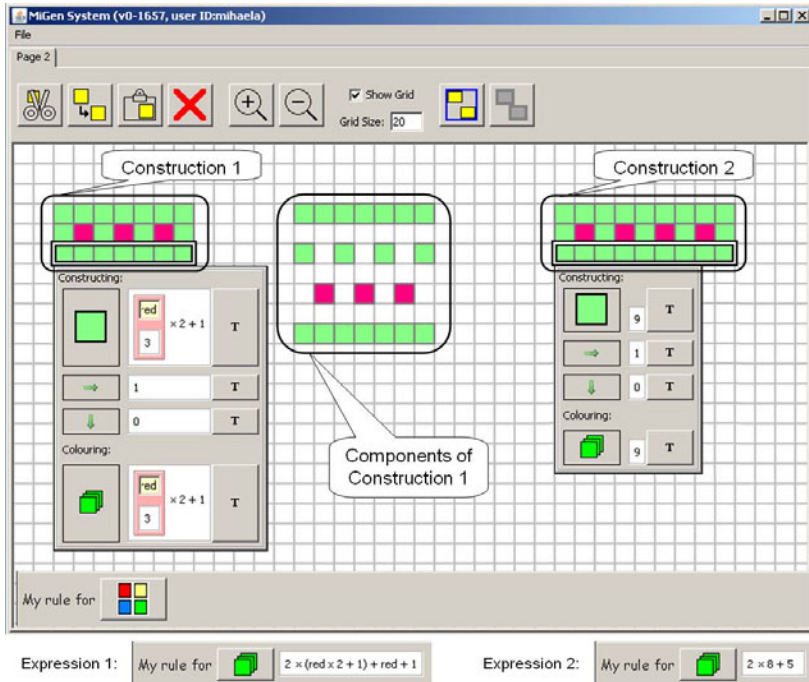 MiGen System (v0-1657, user ID:mihaela)
File
Page 2
Show Grid
Grid Size: 20
Construction 1
Construction 2
Constructing:
red
3
× 2 + 1
T
1
T
0
T
Colouring:
red
3
× 2 + 1
T
Components of
Construction 1
Constructing:
9
T
1
T
0
T
Colouring:
9
T
My rule for
Expression 1: My rule for 2 × (red x 2 + 1) + red + 1
Expression 2: My rule for 2 × 8 + 5